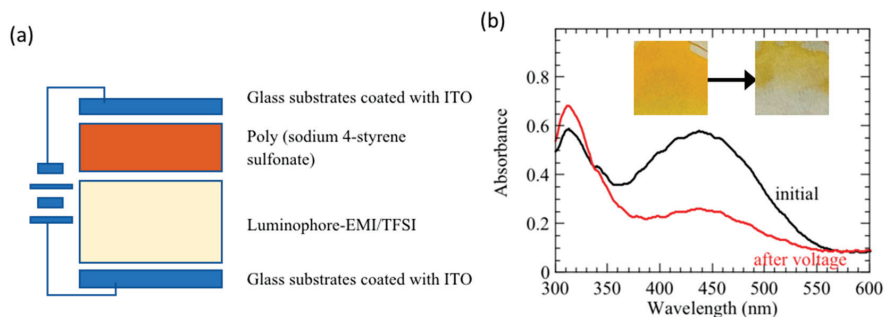 (a)
Glass substrates coated with ITO
Poly (sodium 4-styrene
sulfonate)
Luminophore-EMI/TFSI
Glass substrates coated with ITO
(b)
Absorbance
0.8
0.6
0.4
0.2
0
initial
after voltage
300 350 400 450 500 550 600
Wavelength (nm)